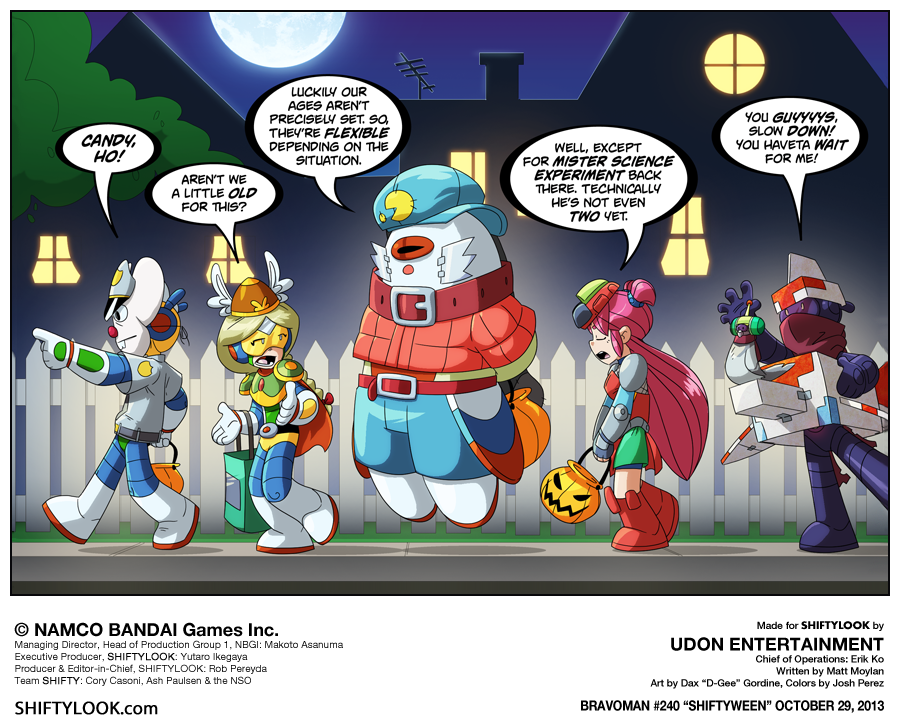 CANDY,
HO!
AREN'T WE
A LITTLE OLD
FOR THIS?
LUCKILY OUR
AGES AREN'T
PRECISELY SET. SO,
THEY'RE FLEXIBLE
DEPENDING ON THE
SITUATION.
WELL, EXCEPT
FOR MISTER SCIENCE
EXPERIMENT BACK
THERE. TECHNICALLY
HE'S NOT EVEN
TWO YET.
YOU GUYYYYS,
SLOW DOWN!
YOU HAVETA WAIT
FOR ME!
© NAMCO BANDAI Games Inc.
Managing Director, Head of Production Group 1, NBGI: Makoto Asanuma
Executive Producer, SHIFTYLOOK: Yutaro Ikegaya
Producer & Editor-in-Chief, SHIFTYLOOK: Rob Pereyda
Team SHIFTY: Cory Casoni, Ash Paulsen & the NSO
SHIFTYLOOK.com
Made for SHIFTYLOOK by
UDON ENTERTAINMENT
Chief of Operations: Erik Ko
Written by Matt Moylan
Art by Dax “D-Gee” Gordine, Colors by Josh Perez
BRAVOMAN #240 “SHIFTYWEEN” OCTOBER 29, 2013